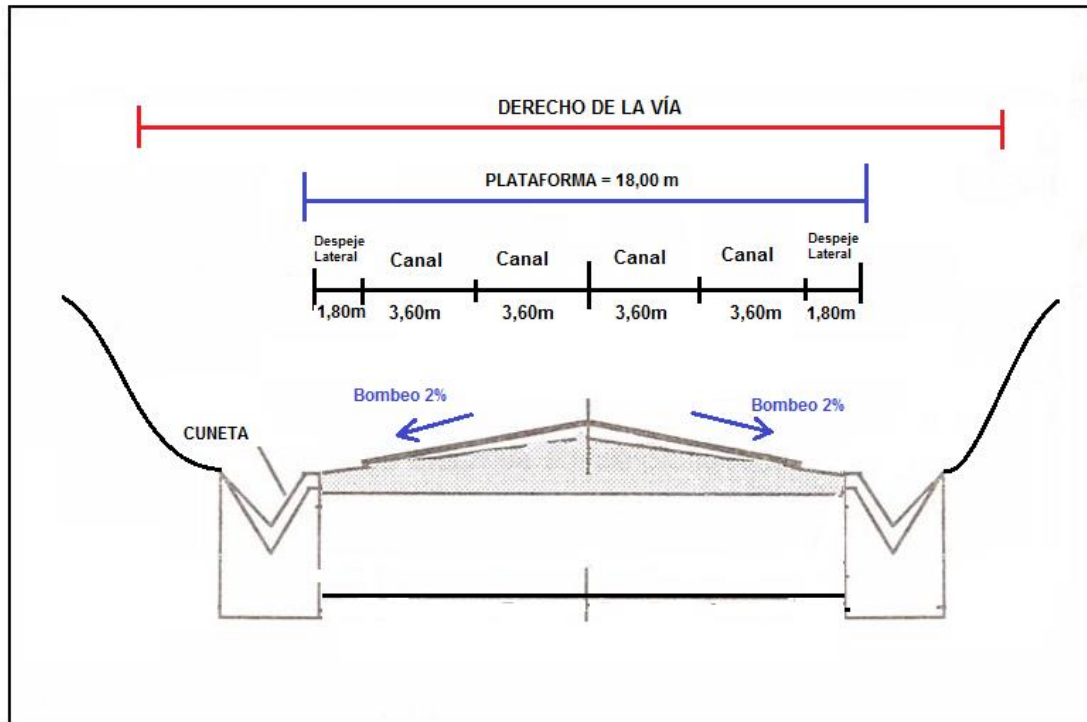 DERECHO DE LA VÍA
PLATAFORMA = 18,00 m
Despeje
Lateral
Canal
Canal
Canal
Canal
Despeje
Lateral
1,80m
3,60m
3,60m
3,60m
3,60m
1,80m
Bombeo 2%
Bombeo 2%
CUNETA